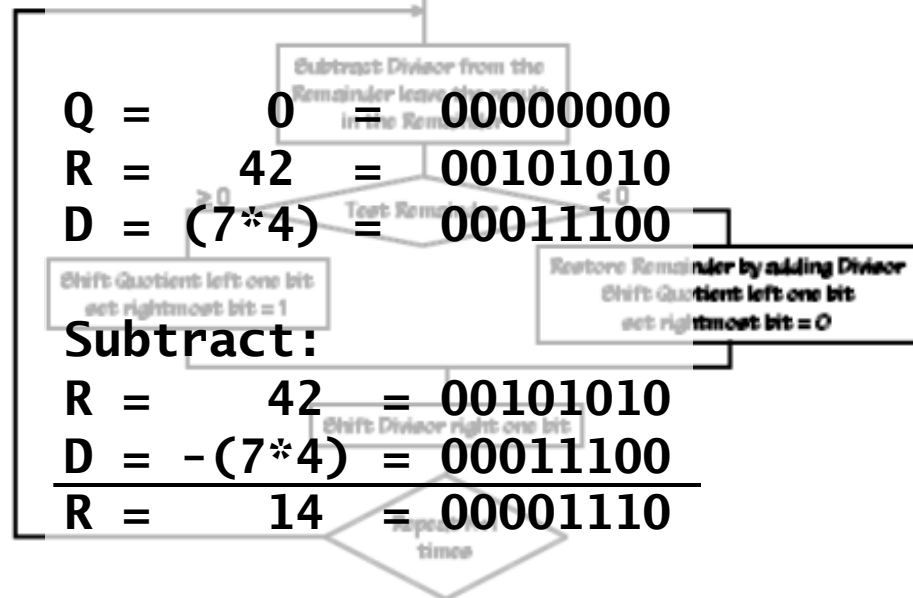 Subtract Divisor from the
Remainder leave the result
in the Remainder
Q = 0 = 00000000
R = 42 = 00101010
≥ 0
< 0
Test Remainder
D = (7*4) = 00011100
Shift Quotient left one bit
set rightmost bit = 1
Restore Remainder by adding Divisor
Shift Quotient left one bit
set rightmost bit = 0
Subtract:
R = 42 = 00101010
Shift Divisor right one bit
D = -(7*4) = 00011100
R = 14 = 00001110
Repeat
times